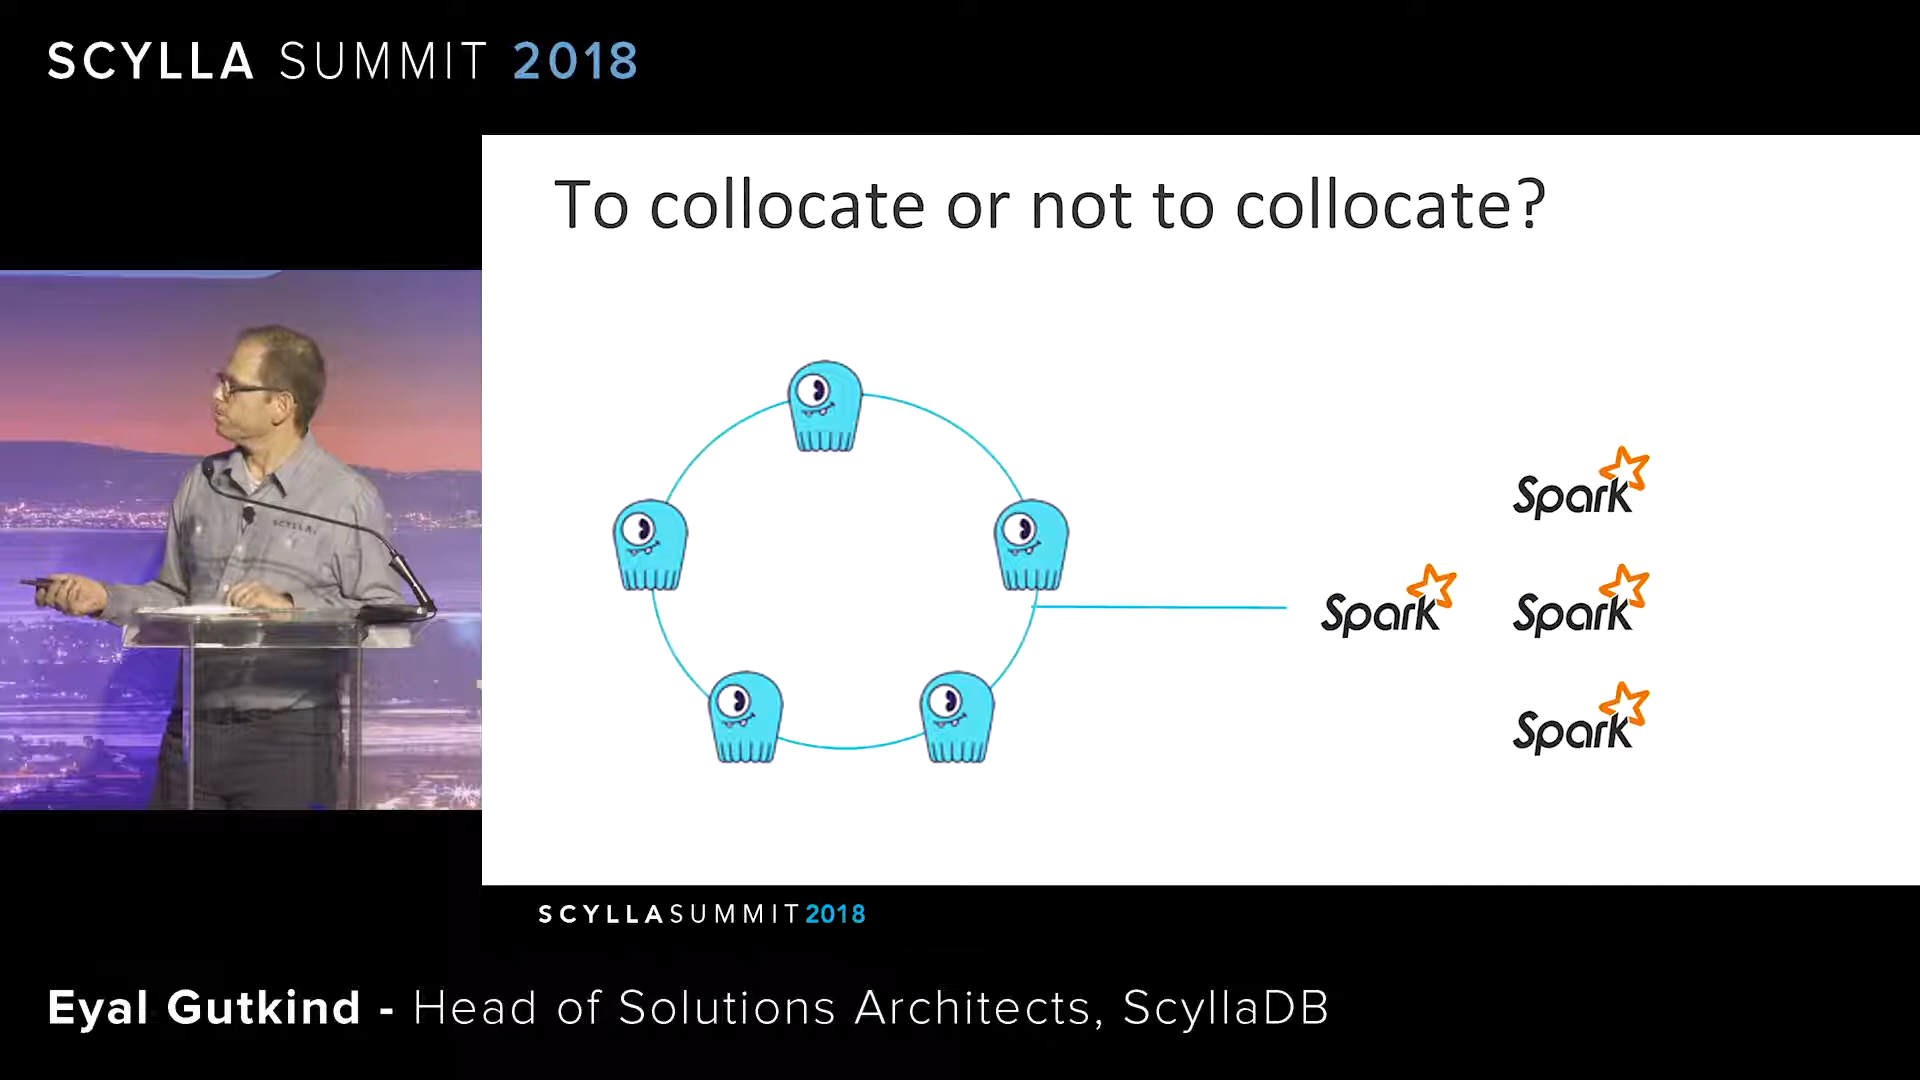 SCYLLA SUMMIT 2018
To collocate or not to collocate?
Spark
Spark
Spark
Spark
SCYLLA.
SCYLLASUMMIT2018
Eyal Gutkind - Head of Solutions Architects, ScyllaDB